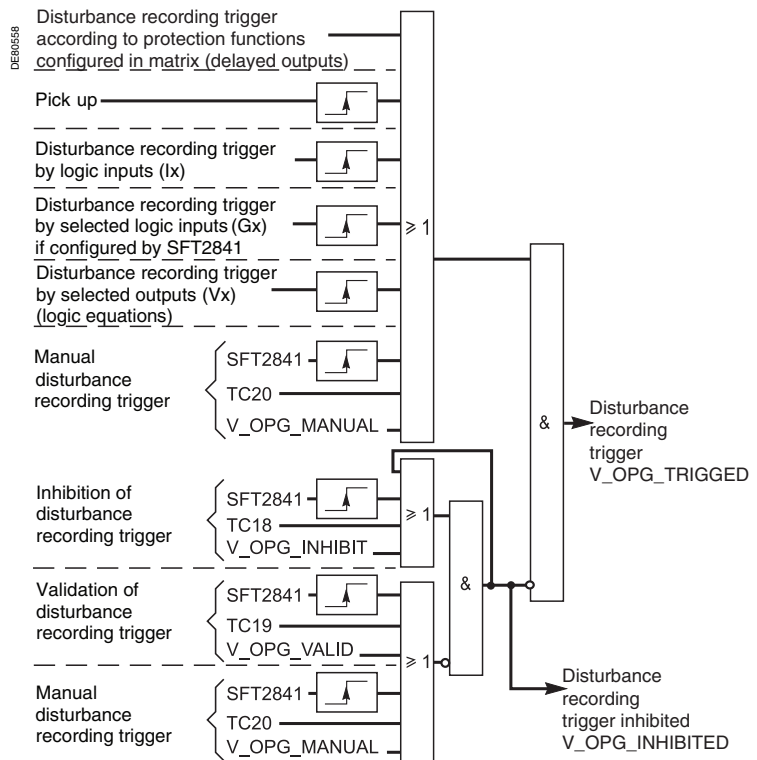 DE80558
Disturbance recording trigger
according to protection functions
configured in matrix (delayed outputs)
Pick up
Disturbance recording trigger
by logic inputs (Ix)
Disturbance recording trigger
by selected logic inputs (Gx)
if configured by SFT2841
Disturbance recording trigger
by selected outputs (Vx)
(logic equations)
Manual
disturbance
recording trigger
SFT2841
TC20
V_OPG_MANUAL
≥ 1
&
Disturbance
recording
trigger
V_OPG_TRIGGED
Inhibition of
disturbance
recording trigger
SFT2841
TC18
V_OPG_INHIBIT
≥ 1
&
Validation of
disturbance
recording trigger
SFT2841
TC19
V_OPG_VALID
≥ 1
Manual
disturbance
recording trigger
SFT2841
TC20
V_OPG_MANUAL
Disturbance
recording
trigger inhibited
V_OPG_INHIBITED